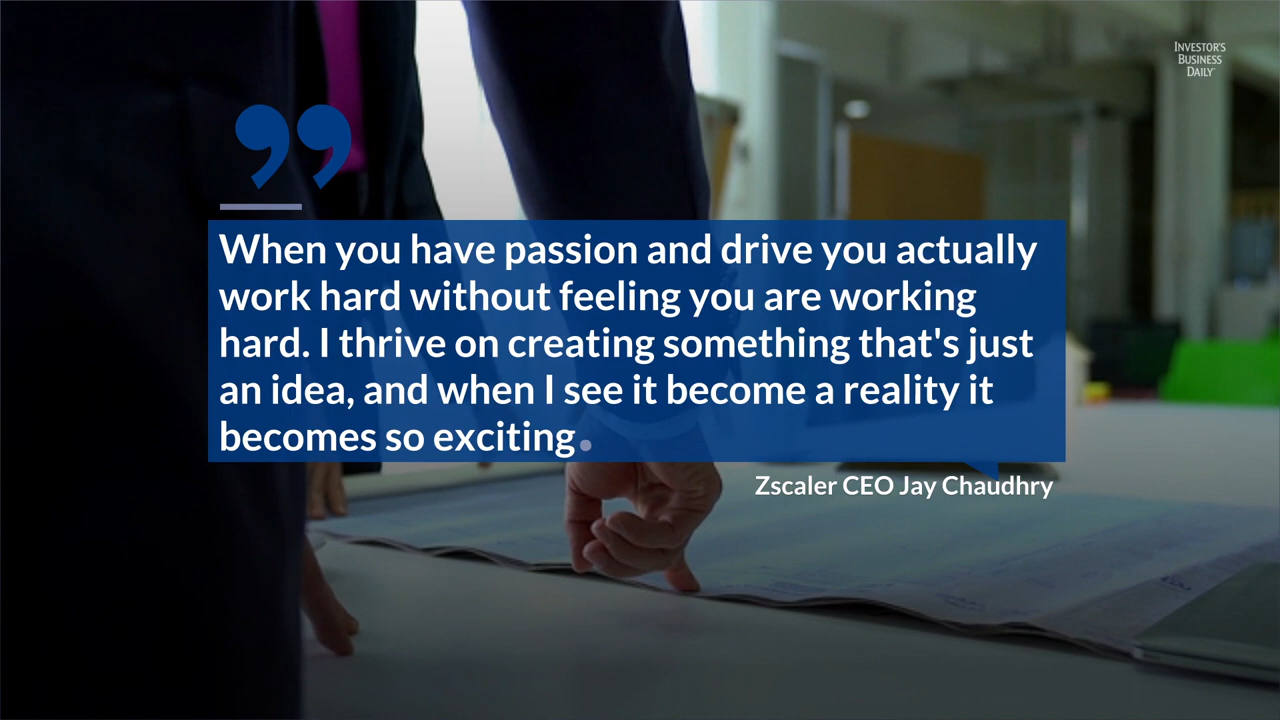 INVESTOR'S
BUSINESS
DAILY
”
When you have passion and drive you actually
work hard without feeling you are working
hard. I thrive on creating something that's just
an idea, and when I see it become a reality it
becomes so exciting.
Zscaler CEO Jay Chaudhry